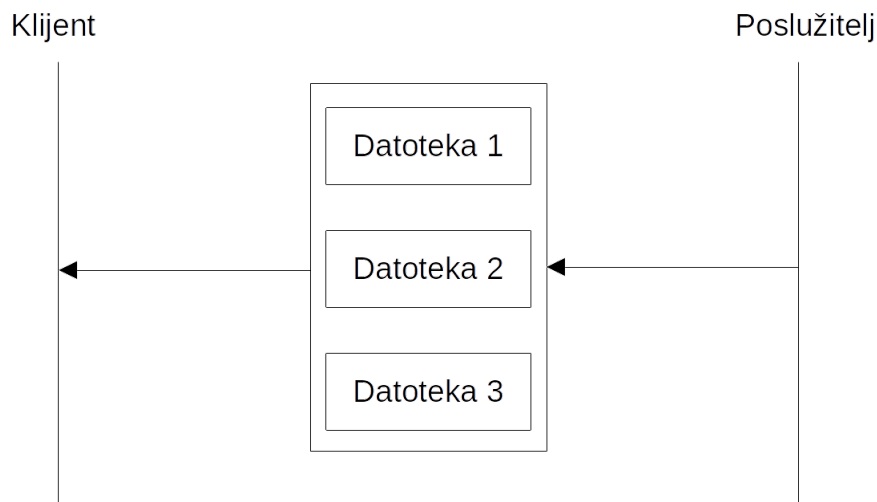 Klijent
Poslužitelj
Datoteka 1
Datoteka 2
Datoteka 3